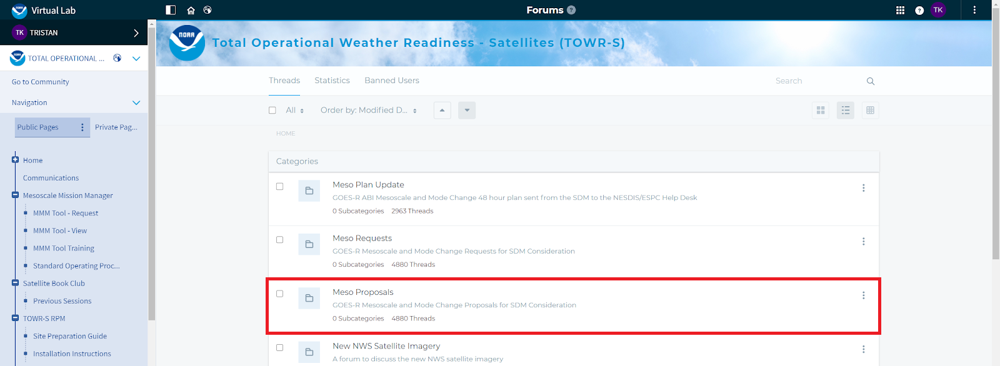 Virtual Lab
Forums ?
? TK
TK TRISTAN
NOAA
Total Operational Weather Readiness - Satellites (TOWR-S)
TOTAL OPERATIONAL ...
Go to Community
Navigation
Public Pages
Private Pag...
Home
Communications
Mesoscale Mission Manager
MMM Tool - Request
MMM Tool - View
MMM Tool Training
Standard Operating Proc...
Satellite Book Club
Previous Sessions
TOWR-S RPM
Site Preparation Guide
Installation Instructions
Threads Statistics Banned Users
Search
All Order by: Modified D...
HOME
Categories
Meso Plan Update
GOES-R ABI Mesoscale and Mode Change 48 hour plan sent from the SDM to the NESDIS/ESPC Help Desk
0 Subcategories 2963 Threads
Meso Requests
GOES-R Mesoscale and Mode Change Requests for SDM Consideration
0 Subcategories 4880 Threads
Meso Proposals
GOES-R Mesoscale and Mode Change Proposals for SDM Consideration
0 Subcategories 4880 Threads
New NWS Satellite Imagery
A forum to discuss the new NWS satellite imagery